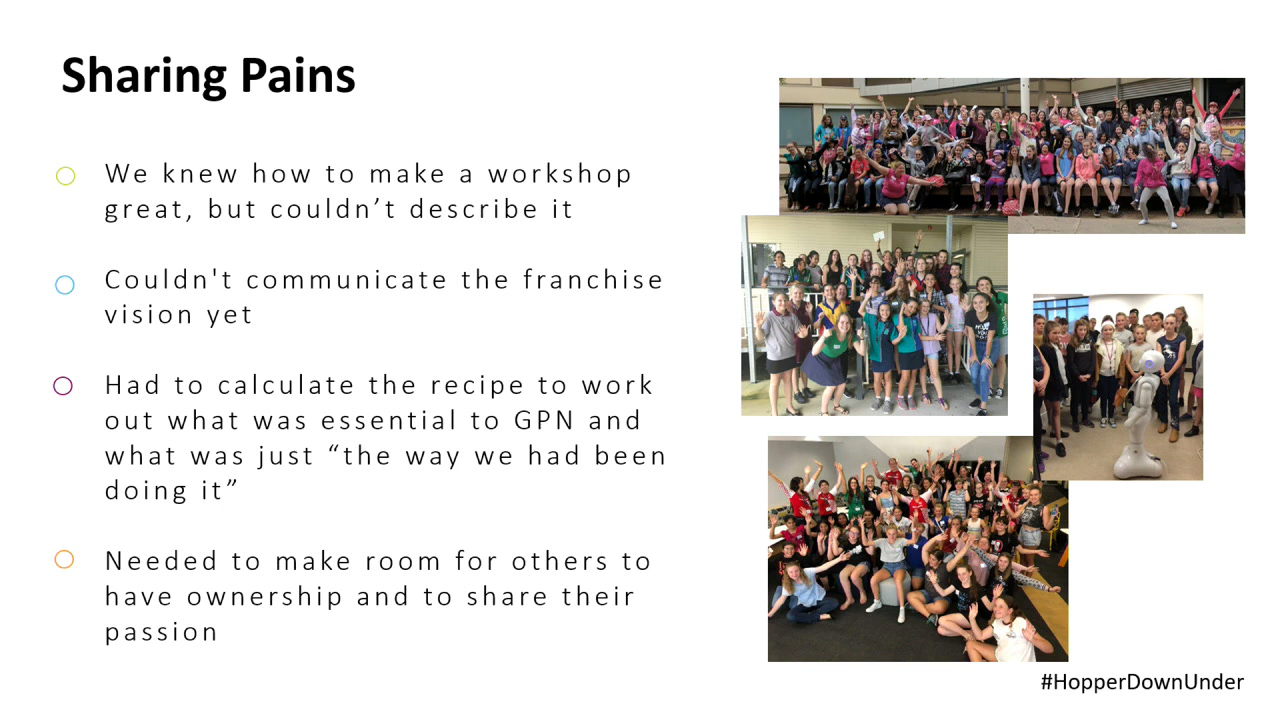 Sharing Pains
We knew how to make a workshop
great, but couldn’t describe it
Couldn't communicate the franchise
vision yet
Had to calculate the recipe to work
out what was essential to GPN and
what was just “the way we had been
doing it”
Needed to make room for others to
have ownership and to share their
passion
#HopperDownUnder